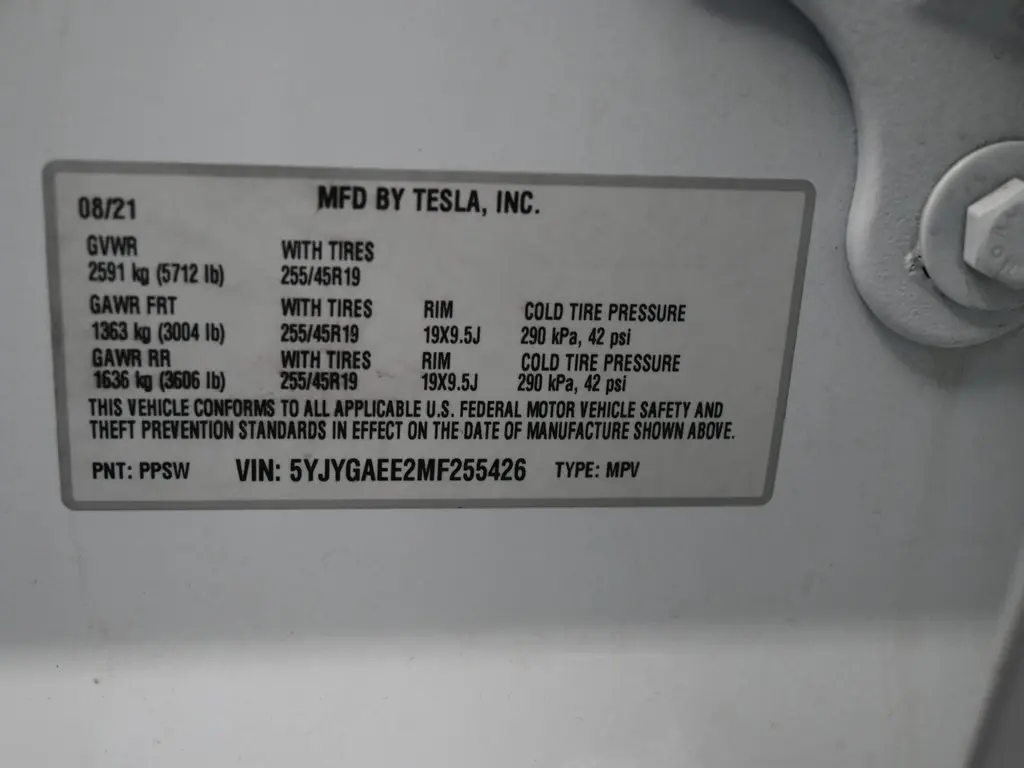 08/21 MFD BY TESLA, INC.
GVWR WITH TIRES
2591 kg (5712 lb) 255/45R19
GAWR FRT WITH TIRES RIM COLD TIRE PRESSURE
1363 kg (3004 lb) 255/45R19 19X9.5J 290 kPa, 42 psi
GAWR RR WITH TIRES RIM COLD TIRE PRESSURE
1636 kg (3606 lb) 255/45R19 19X9.5J 290 kPa, 42 psi
THIS VEHICLE CONFORMS TO ALL APPLICABLE U.S. FEDERAL MOTOR VEHICLE SAFETY AND
THEFT PREVENTION STANDARDS IN EFFECT ON THE DATE OF MANUFACTURE SHOWN ABOVE.
PNT: PPSW VIN: 5YJYGAEE2MF255426 TYPE: MPV